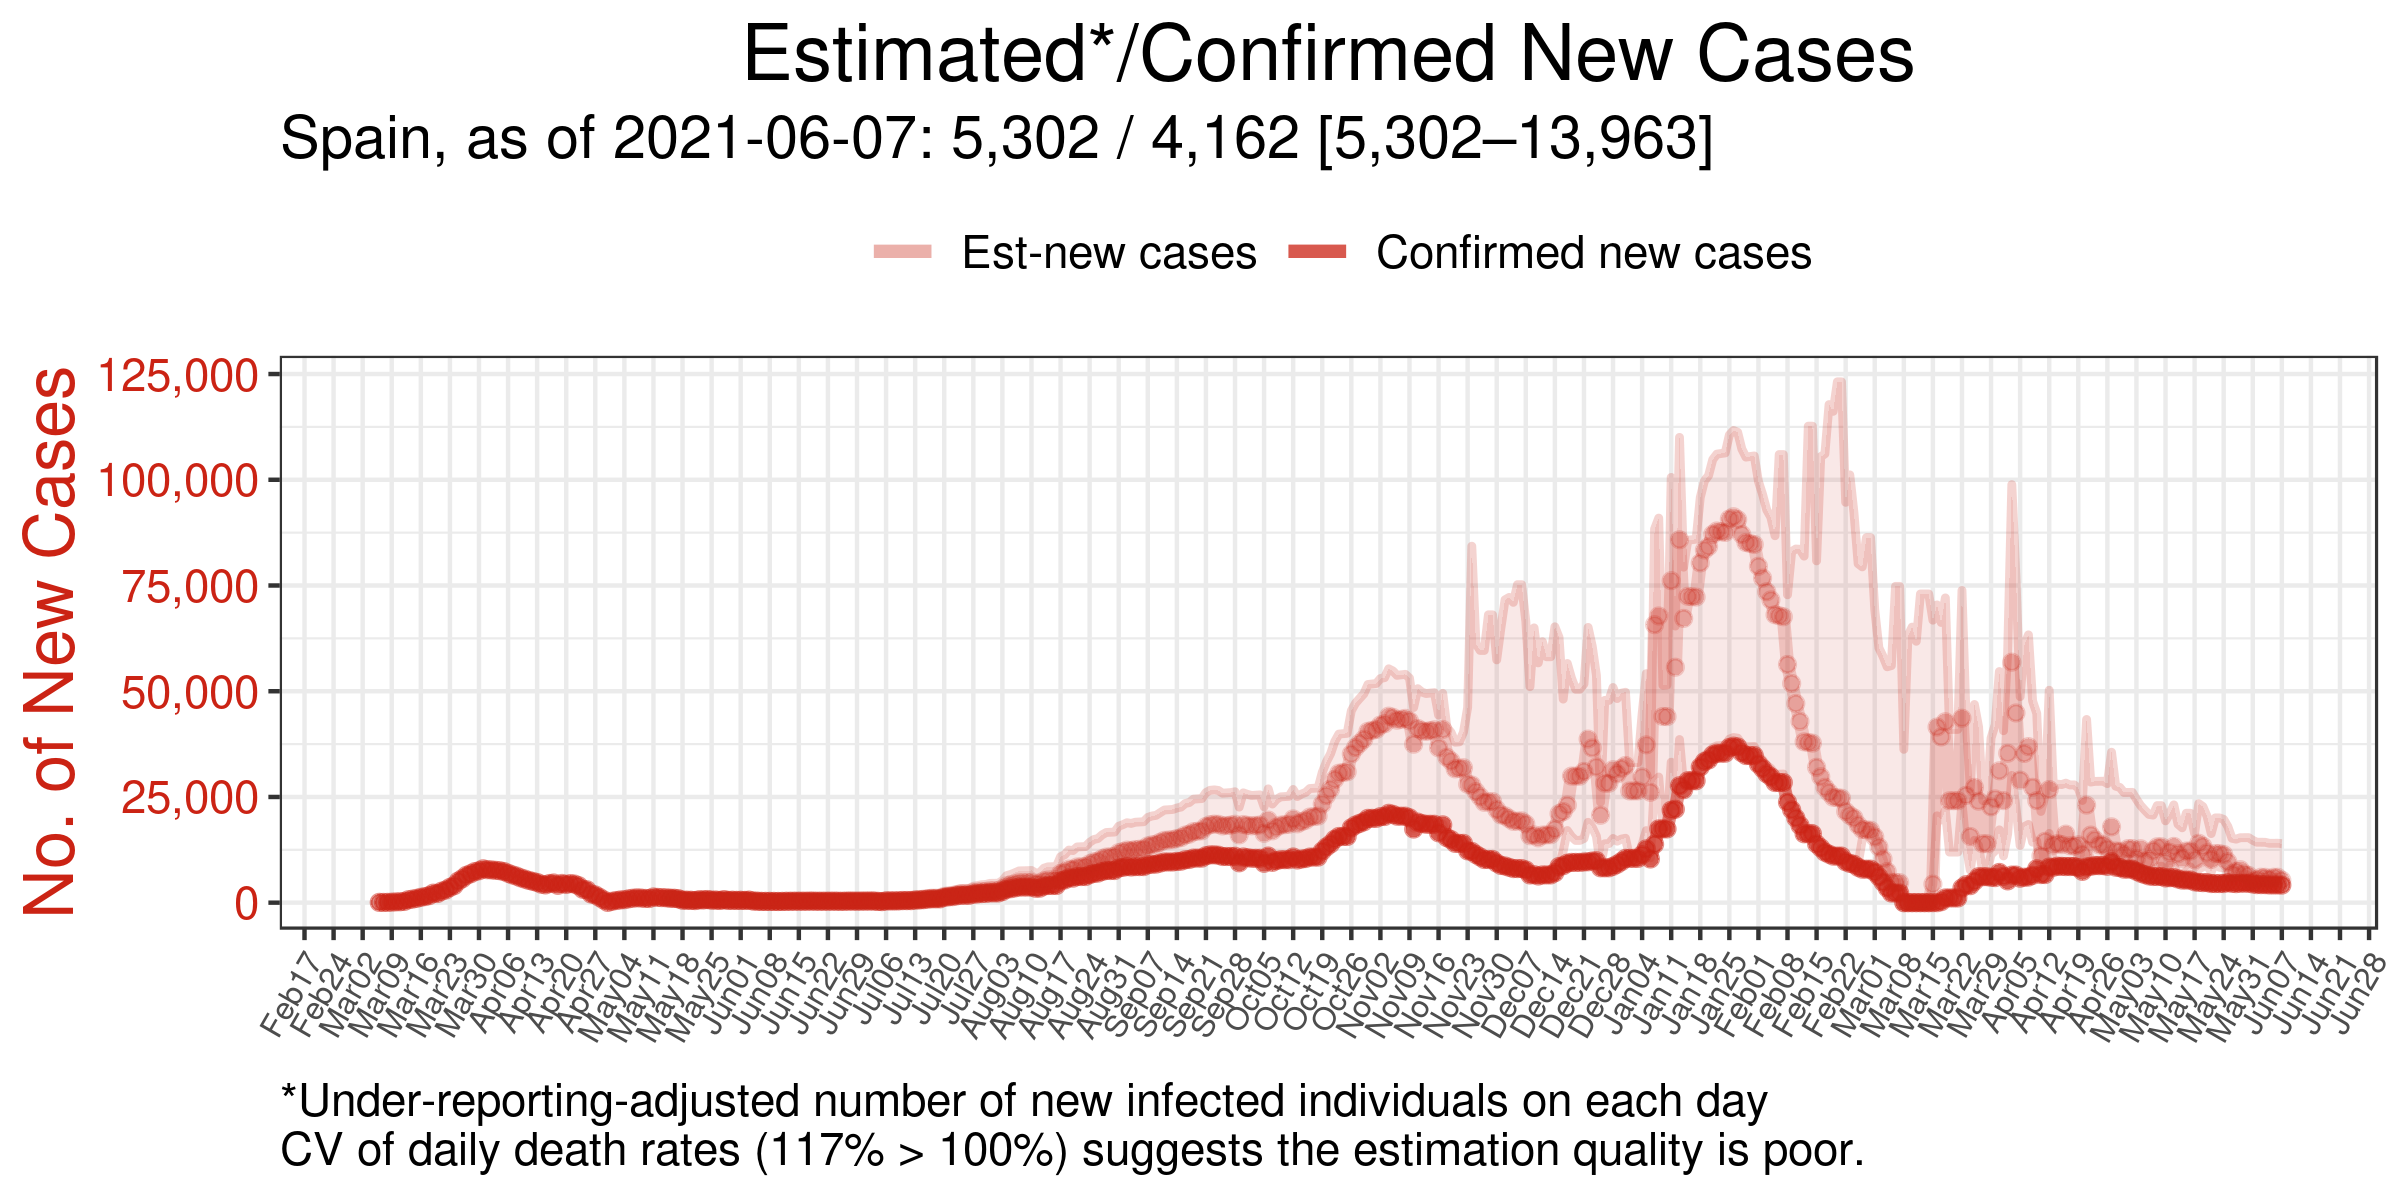 Estimated*/Confirmed New Cases
Spain, as of 2021-06-07: 5,302 / 4,162 [5,302–13,963]
Est-new cases
Confirmed new cases
No. of New Cases
125,000
100,000
75,000
50,000
25,000
0
Feb17
Feb24
Mar02
Mar09
Mar16
Mar23
Mar30
Apr06
Apr13
Apr20
Apr27
May04
May11
May18
May25
Jun01
Jun08
Jun15
Jun22
Jun29
Jul06
Jul13
Jul20
Jul27
Aug03
Aug10
Aug17
Aug24
Aug31
Sep07
Sep14
Sep21
Sep28
Oct05
Oct12
Oct19
Oct26
Nov02
Nov09
Nov16
Nov23
Nov30
Dec07
Dec14
Dec21
Dec28
Jan04
Jan11
Jan18
Jan25
Feb01
Feb08
Feb15
Feb22
Mar01
Mar08
Mar15
Mar22
Mar29
Apr05
Apr12
Apr19
Apr26
May03
May10
May17
May24
May31
Jun07
Jun14
Jun21
Jun28
*Under-reporting-adjusted number of new infected individuals on each day
CV of daily death rates (117% > 100%) suggests the estimation quality is poor.